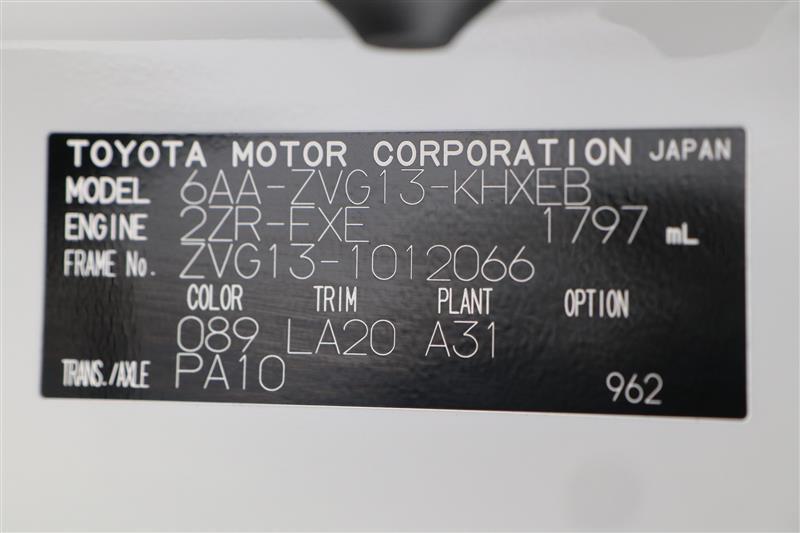 TOYOTA MOTOR CORPORATION JAPAN
MODEL 6AA-ZVG13-KHXEB
ENGINE 2ZR-FXE 1797 mL
FRAME No. ZVG13-1012066
COLOR TRIM PLANT OPTION
089 LA20 A31
TRANS./AXLE PA10 962